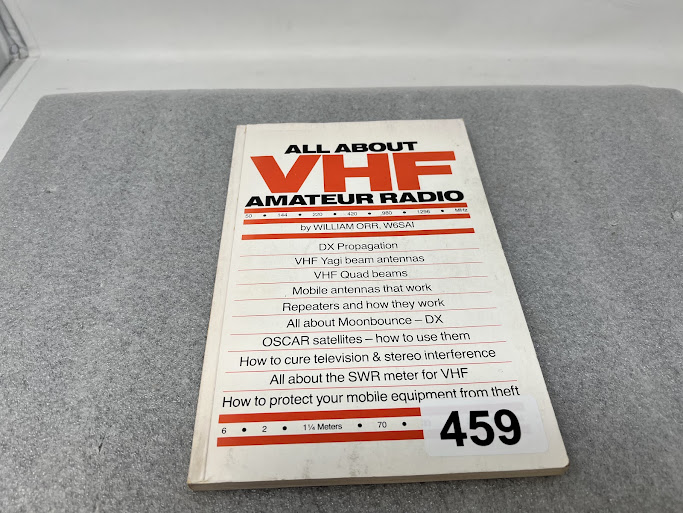 ALL ABOUT
VHF
AMATEUR RADIO
50 • 144 • 220 • 420 • 980 • 1296 • MHz
by WILLIAM ORR, W6SAI
DX Propagation
VHF Yagi beam antennas
VHF Quad beams
Mobile antennas that work
Repeaters and how they work
All about Moonbounce – DX
OSCAR satellites – how to use them
How to cure television & stereo interference
All about the SWR meter for VHF
How to protect your mobile equipment from theft
6 • 2 • 1¼ Meters • 70 •
459